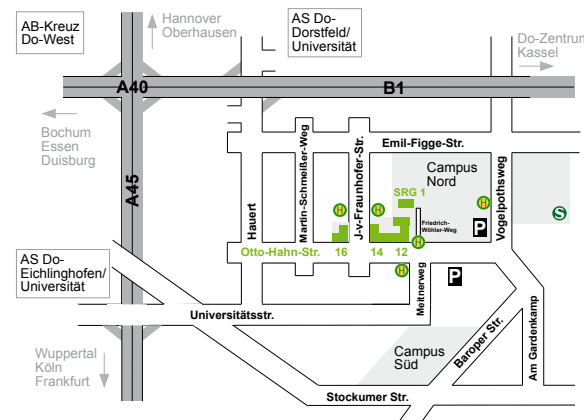 AB-Kreuz
Do-West
Hannover
Oberhausen
AS Do-
Dorstfeld/
Universität
Do-Zentrum
Kassel
A40
B1
Bochum
Essen
Duisburg
A45
Emil-Figge-Str.
Campus
Nord
SRG 1
Hauert
Martin-Schmeißer-Weg
J-v-Fraunhofer-Str.
Vogelpothsweg
H
H
H
S
Friedrich-
Wöhler-Weg
P
H
Otto-Hahn-Str.
16
14
12
H
P
Meitnerweg
AS Do-
Eichlinghofen/
Universität
Universitätsstr.
Wuppertal
Köln
Frankfurt
Campus
Süd
Baroper Str.
Am Gardenkamp
Stockumer Str.